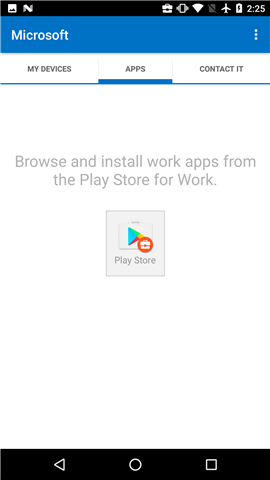 2:25
Microsoft
MY DEVICES
APPS
CONTACT IT
Browse and install work apps from
the Play Store for Work.
Play Store